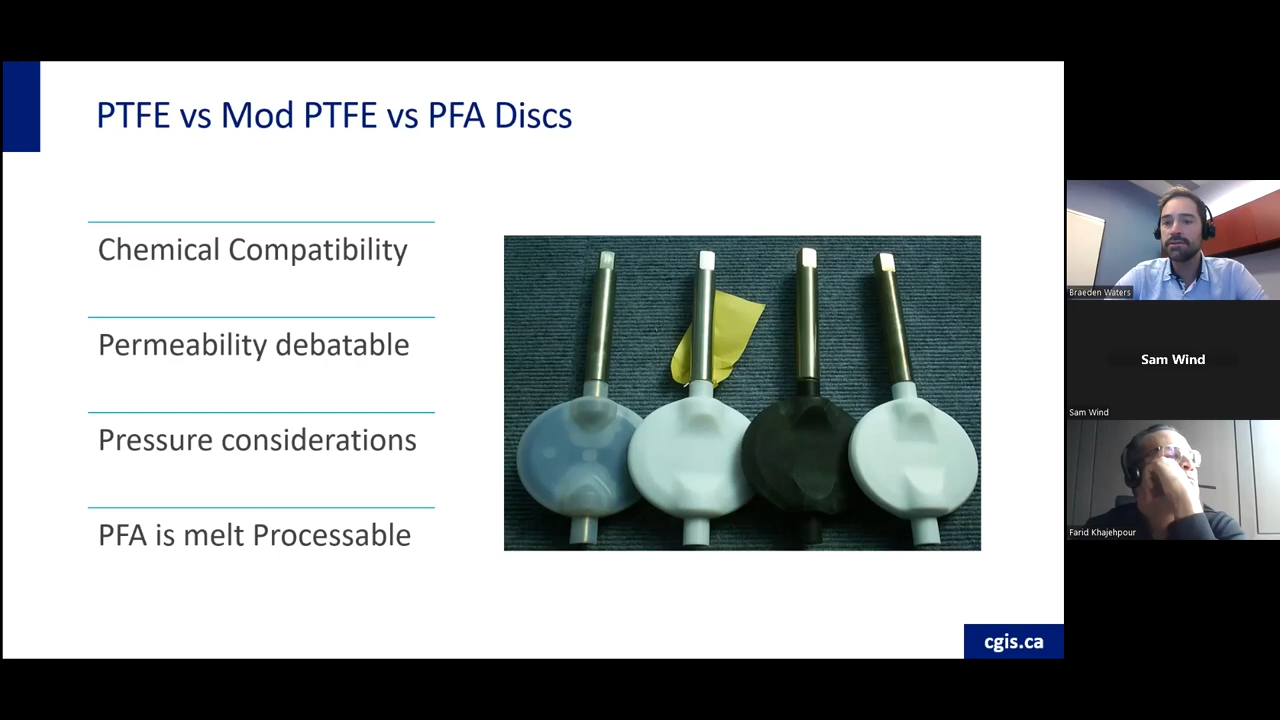 PTFE vs Mod PTFE vs PFA Discs
Chemical Compatibility
Permeability debatable
Pressure considerations
PFA is melt Processable
cgis.ca
Braeden Waters
Sam Wind
Sam Wind
Farid Khajehpour